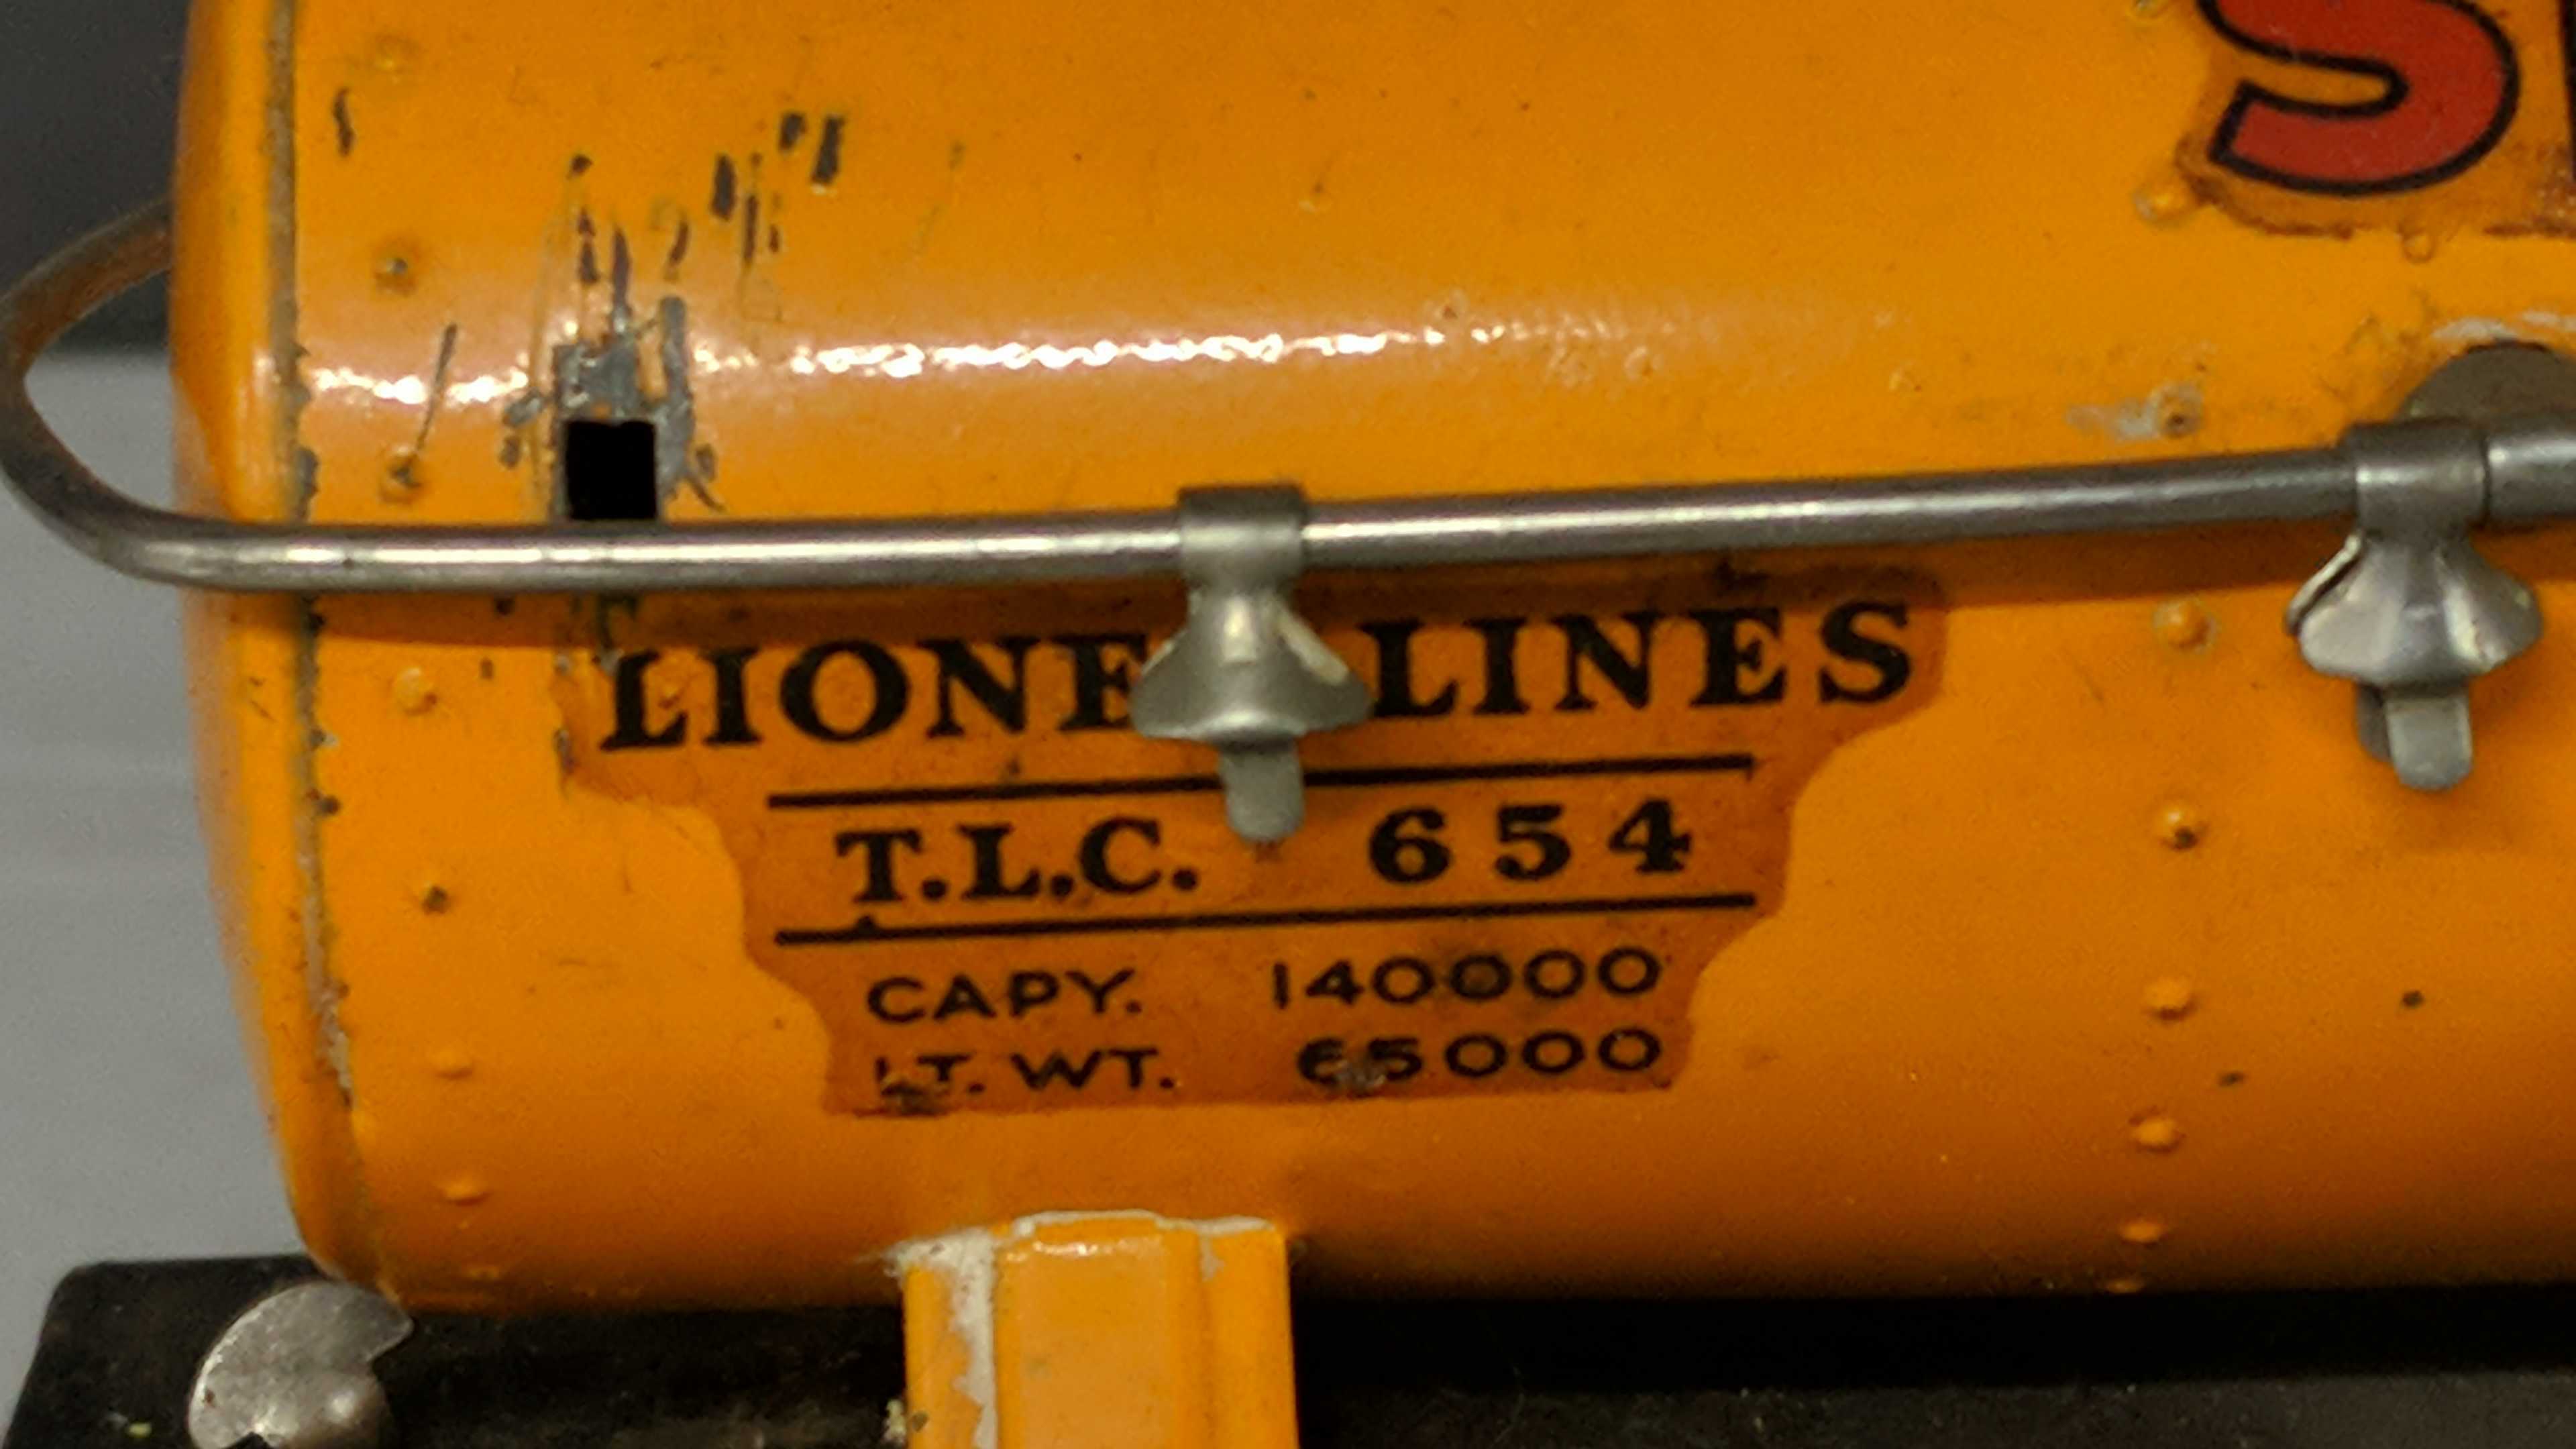 S
LIONE LINES
T.L.C. 654
CAPY. 140000
LT. WT. 65000